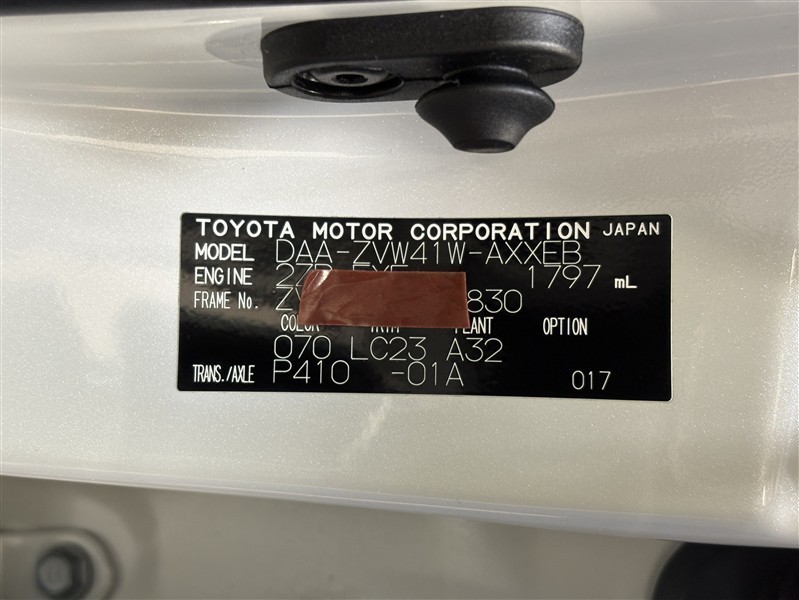 TOYOTA MOTOR CORPORATION JAPAN
MODEL DAA-ZVW41W-AXXEB
ENGINE 1797 mL
FRAME No. 830
COLOR TRIM PLANT OPTION
070 LC23 A32
TRANS./AXLE P410 -01A 017